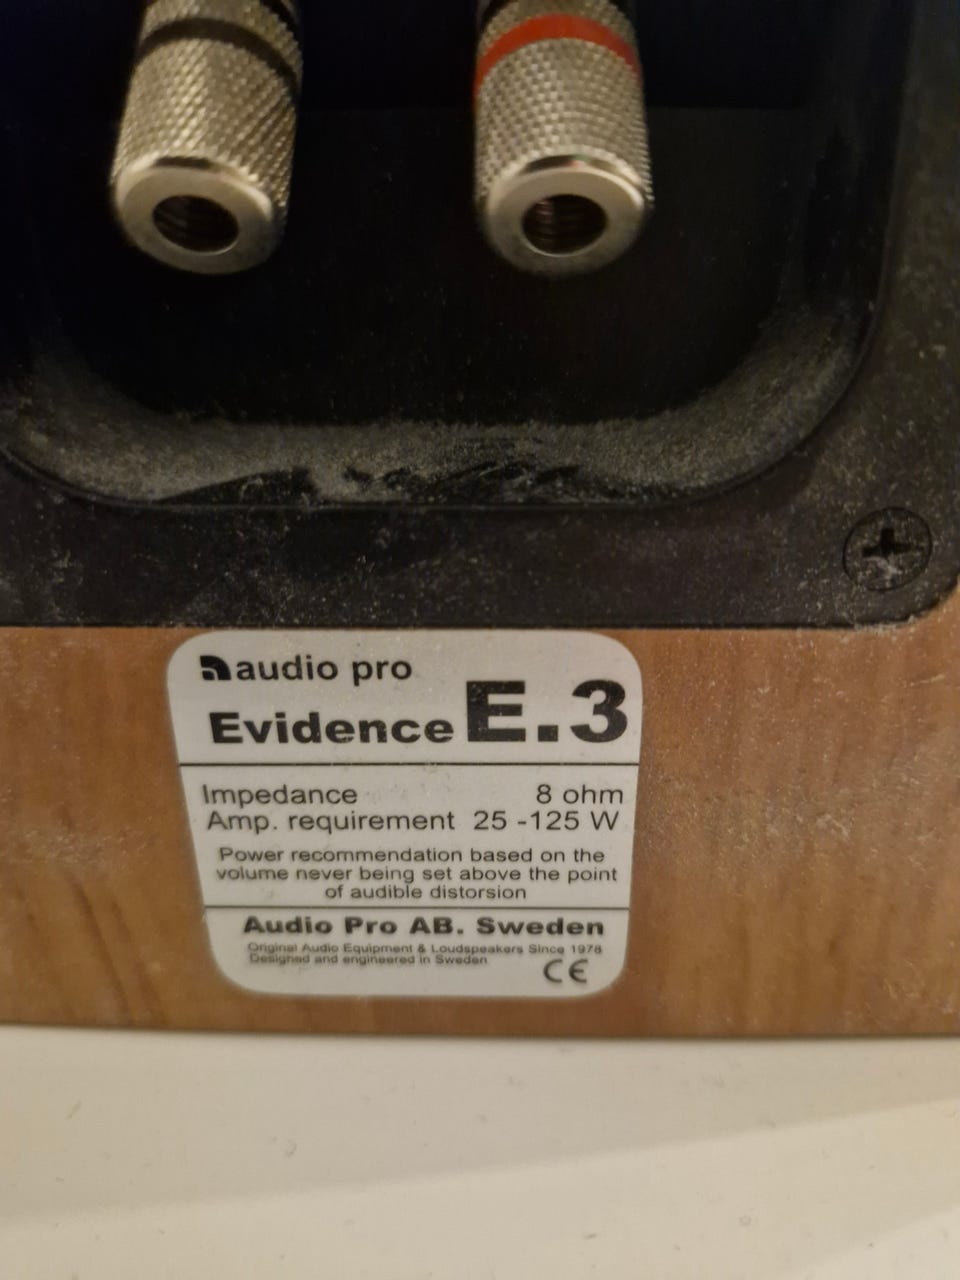 audio pro
Evidence E.3
Impedance 8 ohm
Amp. requirement 25 -125 W
Power recommendation based on the
volume never being set above the point
of audible distorsion
Audio Pro AB. Sweden
Original Audio Equipment & Loudspeakers Since 1978
Designed and engineered in Sweden
CE